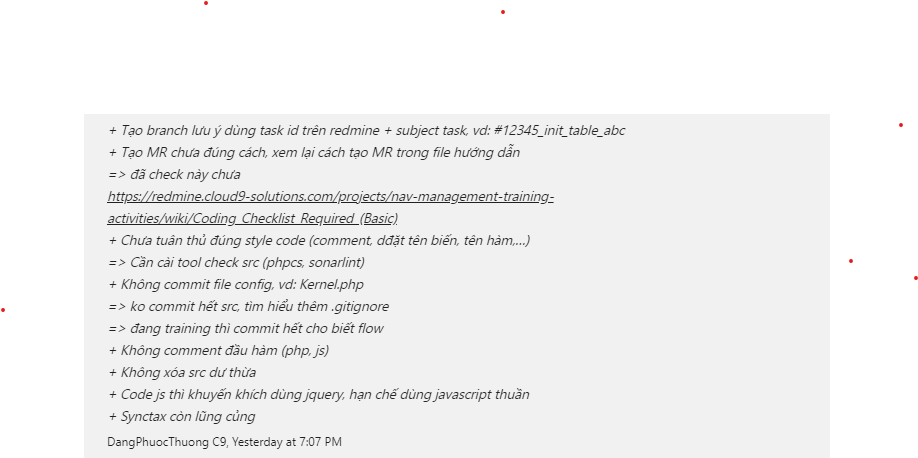 + Tạo branch lưu ý dùng task id trên redmine + subject task, vd: #12345_init_table_abc
+ Tạo MR chưa đúng cách, xem lại cách tạo MR trong file hướng dẫn
=> đã check này chưa
https://redmine.cloud9-solutions.com/projects/nav-management-training-
activities/wiki/Coding_Checklist_Required_(Basic)
+ Chưa tuân thủ đúng style code (comment, dđặt tên biến, tên hàm,...)
=> Cần cài tool check src (phpcs, sonarlint)
+ Không commit file config, vd: Kernel.php
=> ko commit hết src, tìm hiểu thêm .gitignore
=> đang training thì commit hết cho biết flow
+ Không comment đầu hàm (php, js)
+ Không xóa src dư thừa
+ Code js thì khuyến khích dùng jquery, hạn chế dùng javascript thuần
+ Synctax còn lũng củng
DangPhuocThuong C9, Yesterday at 7:07 PM